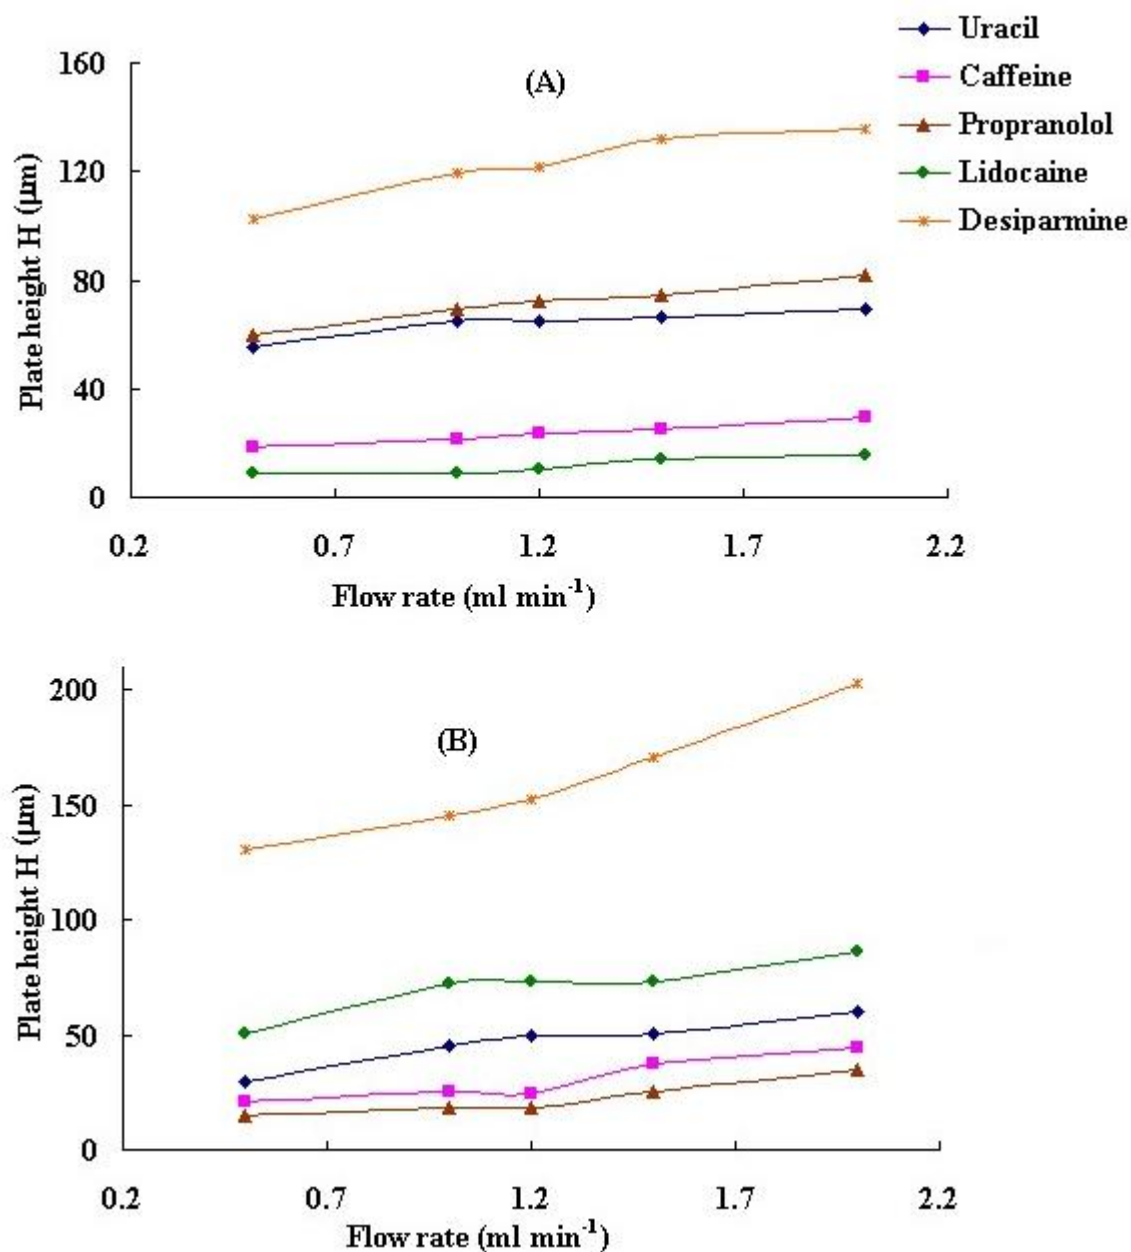 Uracil
Caffeine
Propranolol
Lidocaine
Desiparmine
(A)
Plate height H (µm)
160
120
80
40
0
0.2 0.7 1.2 1.7 2.2
Flow rate (ml min⁻¹)
(B)
Plate height H (µm)
200
150
100
50
0
0.2 0.7 1.2 1.7 2.2
Flow rate (ml min⁻¹)